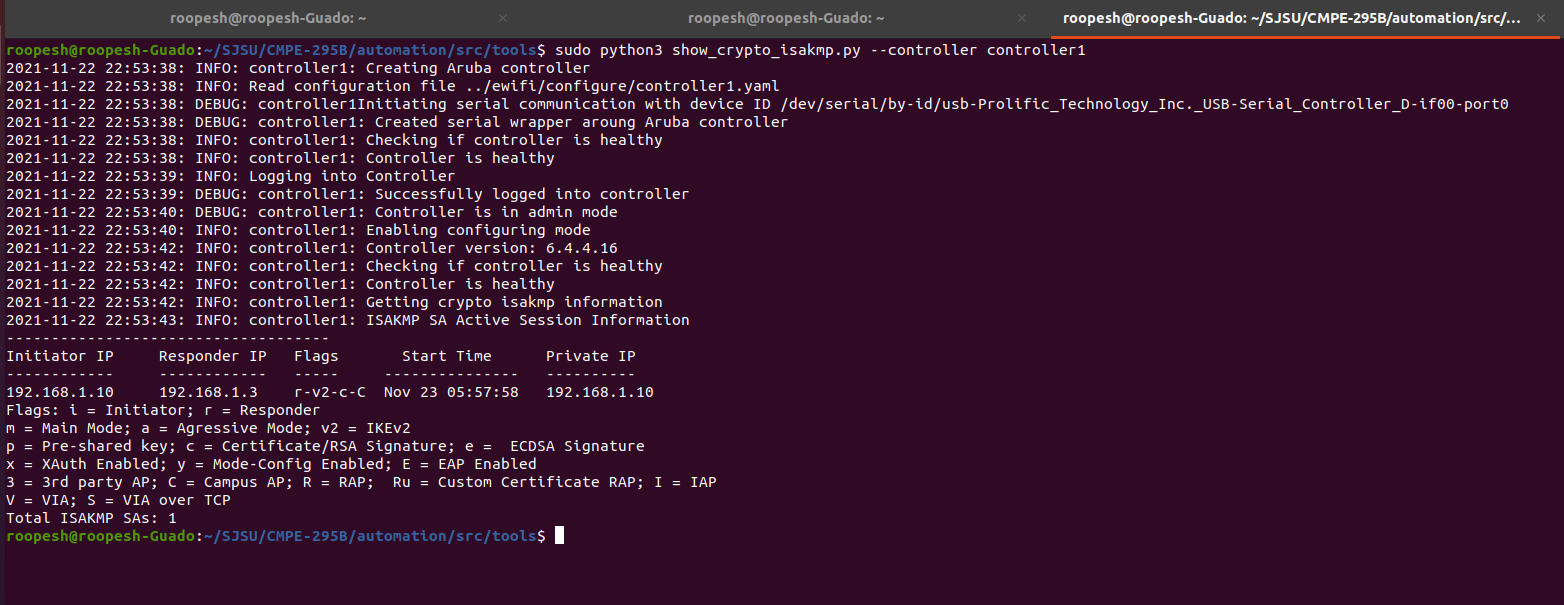 roopesh@roopesh-Guado: ~ × roopesh@roopesh-Guado: ~ × roopesh@roopesh-Guado: ~/SJSU/CMPE-295B/automation/src/... ×
roopesh@roopesh-Guado:~/SJSU/CMPE-295B/automation/src/tools$ sudo python3 show_crypto_isakmp.py --controller controller1
2021-11-22 22:53:38: INFO: controller1: Creating Aruba controller
2021-11-22 22:53:38: INFO: Read configuration file ../ewifi/configure/controller1.yaml
2021-11-22 22:53:38: DEBUG: controller1Initiating serial communication with device ID /dev/serial/by-id/usb-Prolific_Technology_Inc._USB-Serial_Controller_D-if00-port0
2021-11-22 22:53:38: DEBUG: controller1: Created serial wrapper aroung Aruba controller
2021-11-22 22:53:38: INFO: controller1: Checking if controller is healthy
2021-11-22 22:53:38: INFO: controller1: Controller is healthy
2021-11-22 22:53:39: INFO: Logging into Controller
2021-11-22 22:53:39: DEBUG: controller1: Successfully logged into controller
2021-11-22 22:53:40: DEBUG: controller1: Controller is in admin mode
2021-11-22 22:53:40: INFO: controller1: Enabling configuring mode
2021-11-22 22:53:42: INFO: controller1: Controller version: 6.4.4.16
2021-11-22 22:53:42: INFO: controller1: Checking if controller is healthy
2021-11-22 22:53:42: INFO: controller1: Controller is healthy
2021-11-22 22:53:42: INFO: controller1: Getting crypto isakmp information
2021-11-22 22:53:43: INFO: controller1: ISAKMP SA Active Session Information
------------------------------------
Initiator IP     Responder IP   Flags       Start Time      Private IP
------------     ------------   -----     ---------------   ----------
192.168.1.10     192.168.1.3    r-v2-c-C  Nov 23 05:57:58   192.168.1.10
Flags: i = Initiator; r = Responder
m = Main Mode; a = Agressive Mode; v2 = IKEv2
p = Pre-shared key; c = Certificate/RSA Signature; e =  ECDSA Signature
x = XAuth Enabled; y = Mode-Config Enabled; E = EAP Enabled
3 = 3rd party AP; C = Campus AP; R = RAP;  Ru = Custom Certificate RAP; I = IAP
V = VIA; S = VIA over TCP
Total ISAKMP SAs: 1
roopesh@roopesh-Guado:~/SJSU/CMPE-295B/automation/src/tools$